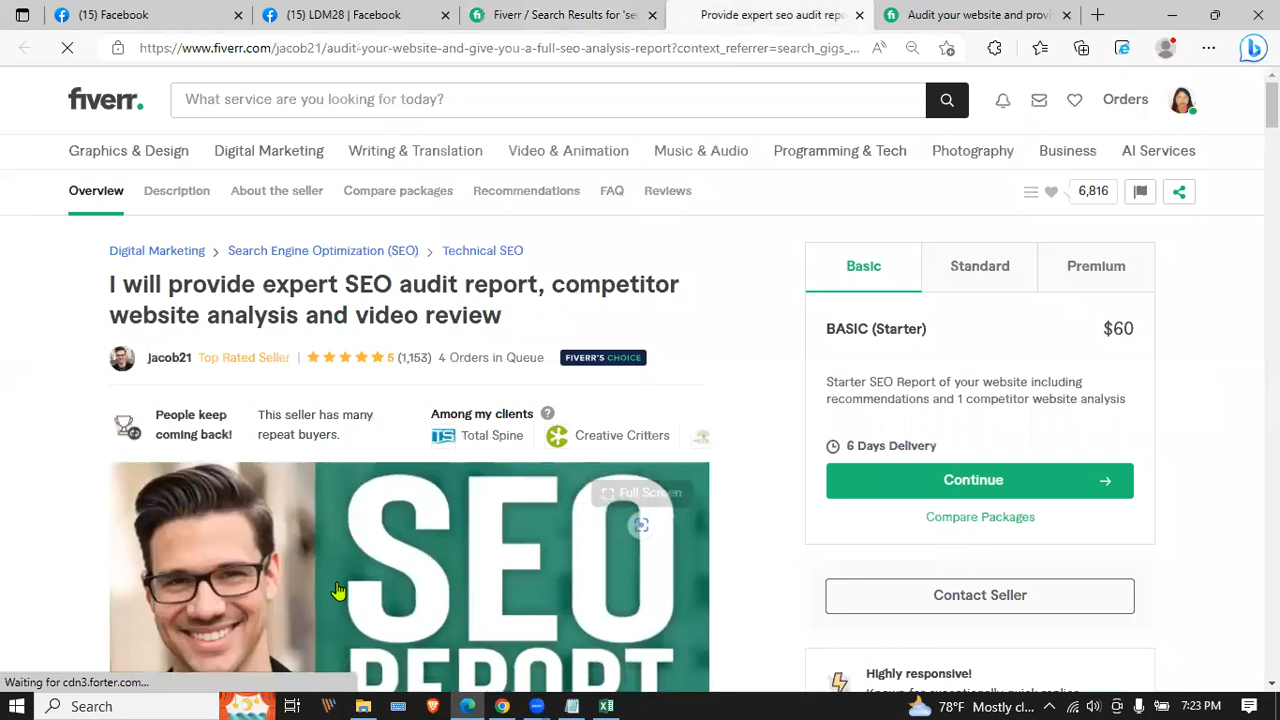 (15) Facebook
(15) LDM28 | Facebook
Fiverr / Search Results for 'se
Provide expert seo audit report
Audit your website and provi
https://www.fiverr.com/jacob21/audit-your-website-and-give-you-a-full-seo-analysis-report?context_referrer=search_gigs_...
fiverr.
What service are you looking for today?
Orders
Graphics & Design
Digital Marketing
Writing & Translation
Video & Animation
Music & Audio
Programming & Tech
Photography
Business
AI Services
Overview
Description
About the seller
Compare packages
Recommendations
FAQ
Reviews
6,816
Digital Marketing
Search Engine Optimization (SEO)
Technical SEO
I will provide expert SEO audit report, competitor
website analysis and video review
jacob21 Top Rated Seller | 5 (1,153) 4 Orders in Queue FIVERR'S CHOICE
People keep
coming back!
This seller has many
repeat buyers.
Among my clients
TS Total Spine
Creative Critters
Full Screen
SEO
REPORT
Basic
Standard
Premium
BASIC (Starter) $60
Starter SEO Report of your website including
recommendations and 1 competitor website analysis
6 Days Delivery
Continue
Compare Packages
Contact Seller
Highly responsive!
Known for exceptionally quick replies
Waiting for cdn3.forter.com...
Search
78°F Mostly cl...
7:23 PM